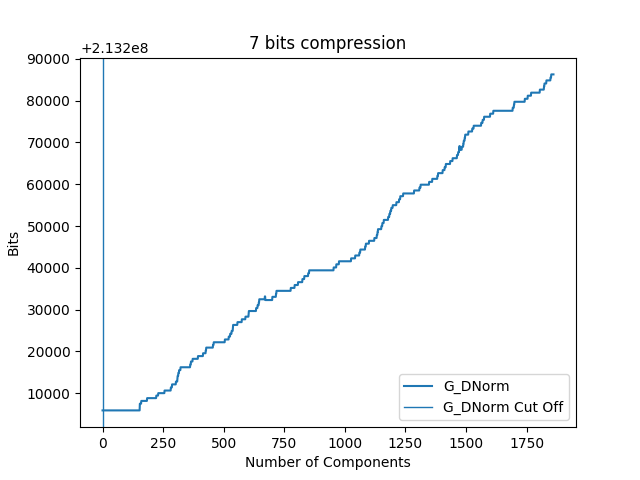 7 bits compression
+2.132e8
90000
80000
70000
60000
50000
40000
30000
20000
10000
Bits
0 250 500 750 1000 1250 1500 1750
Number of Components
G_DNorm
G_DNorm Cut Off